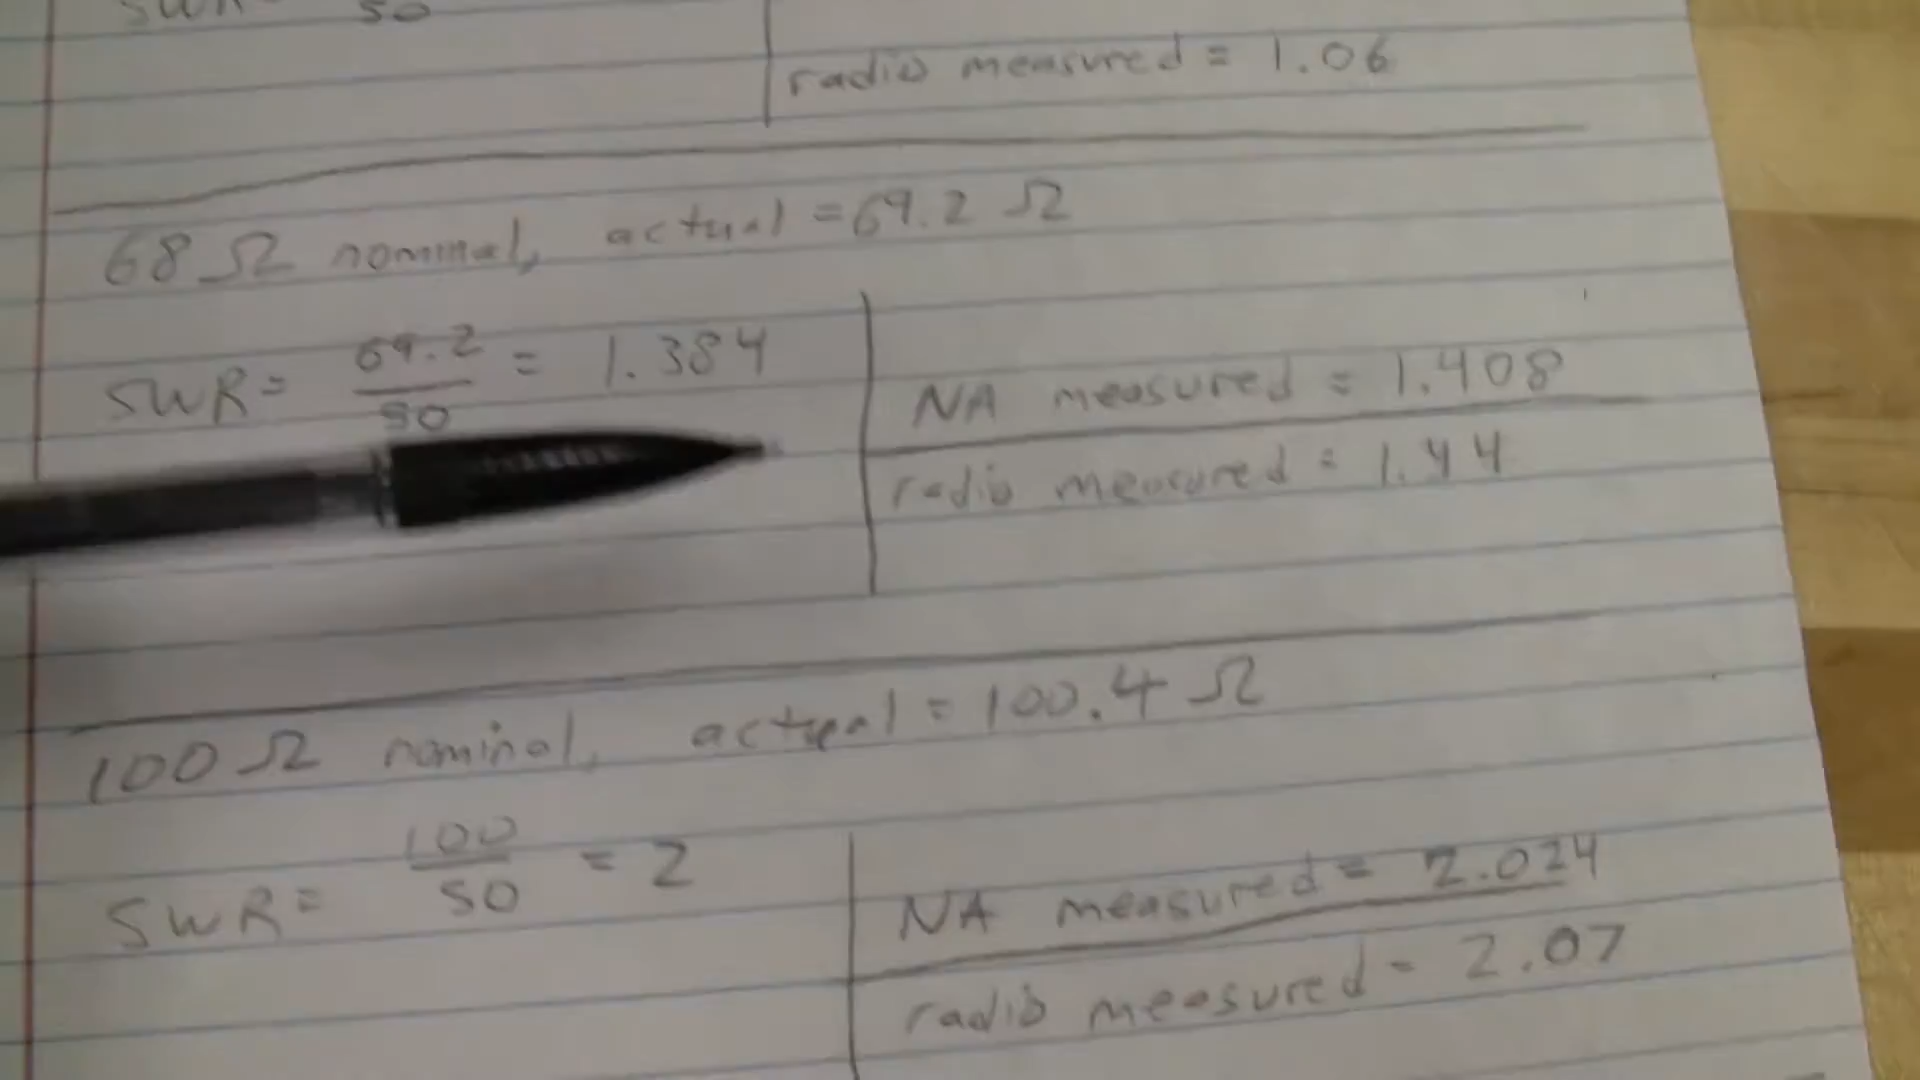 SWR 50
radio measured = 1.06
68 Ω nominal, actual = 69.2 Ω
SWR = 69.2 / 50 = 1.384
NA measured = 1.408
radio measured = 1.44
100 Ω nominal, actual = 100.4 Ω
SWR = 100 / 50 = 2
NA measured = 2.024
radio measured = 2.07